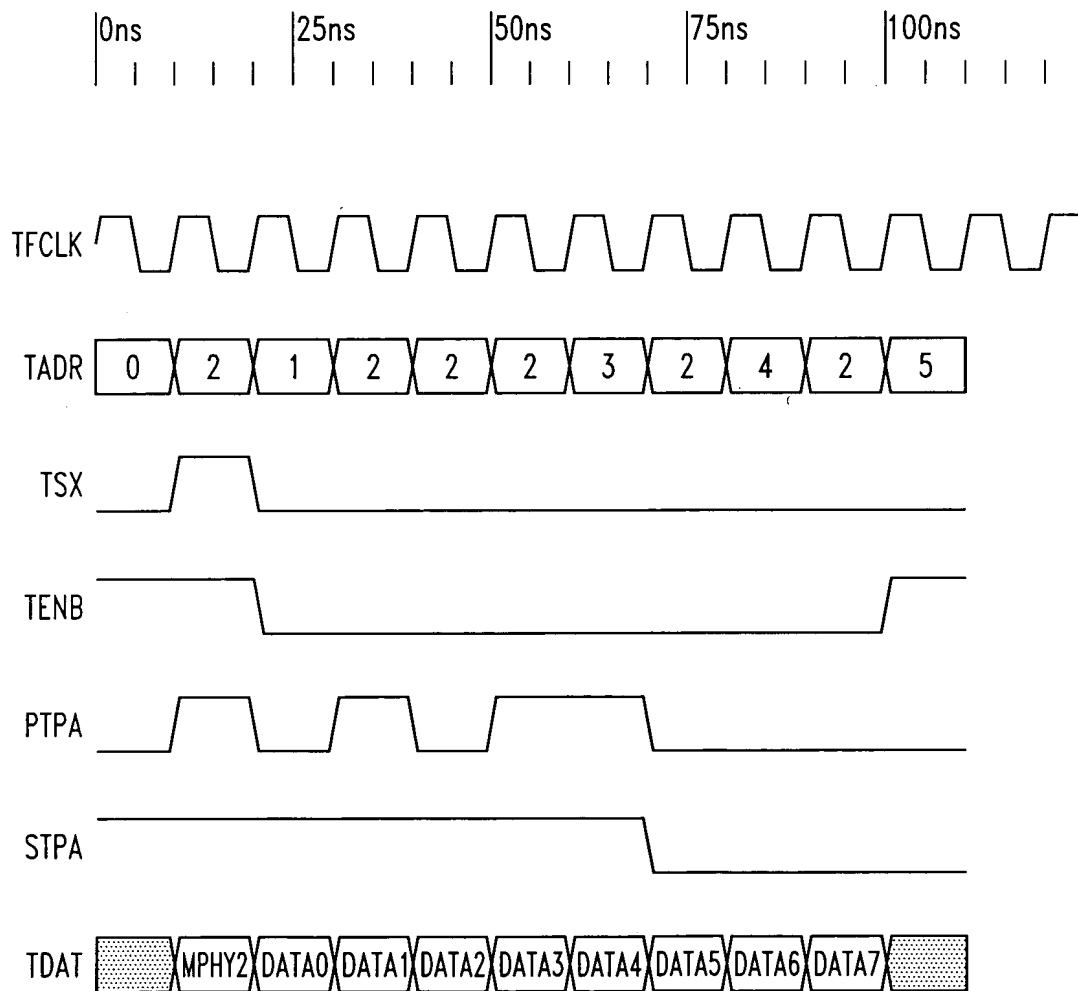 0ns 25ns 50ns 75ns 100ns
TFCLK
TADR 0 2 1 2 2 2 3 2 4 2 5
TSX
TENB
PTPA
STPA
TDAT MPHY2 DATA0 DATA1 DATA2 DATA3 DATA4 DATA5 DATA6 DATA7